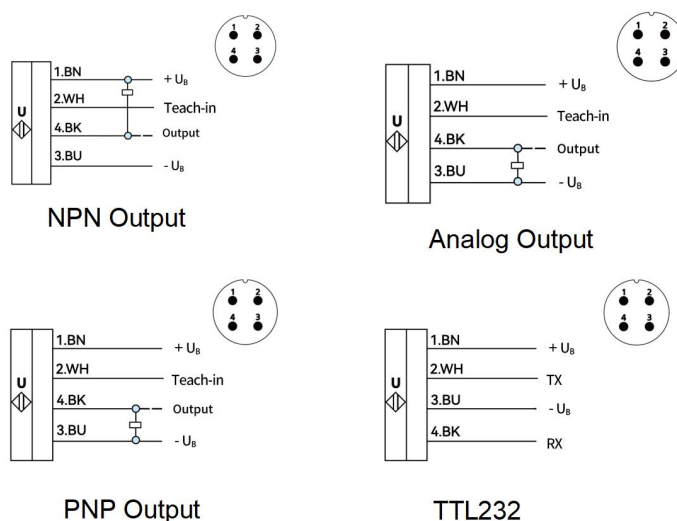 1 2
4 3
1.BN + UB
2.WH Teach-in
U
4.BK Output
3.BU - UB
NPN Output
1 2
4 3
1.BN + UB
2.WH Teach-in
U
4.BK Output
3.BU - UB
Analog Output
1 2
4 3
1.BN + UB
2.WH Teach-in
U
4.BK Output
3.BU - UB
PNP Output
1 2
4 3
1.BN + UB
2.WH TX
U
3.BU - UB
4.BK RX
TTL232